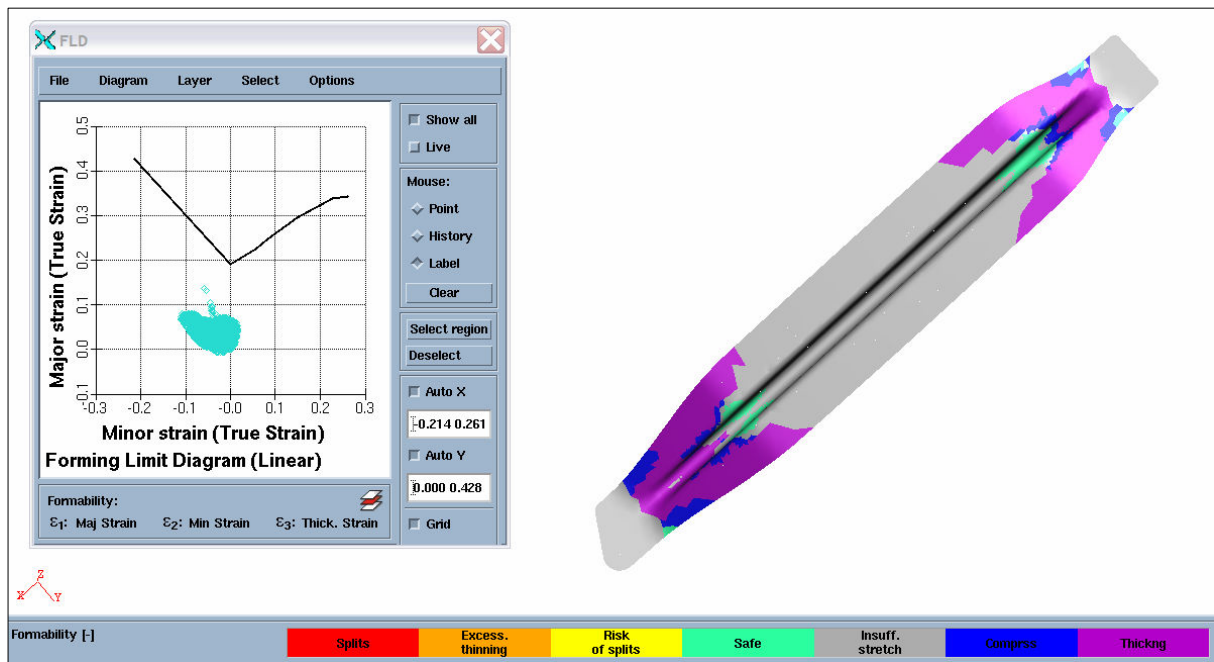 FLD
File Diagram Layer Select Options
0.5
0.4
0.3
0.2
0.1
0.0
-0.1
-0.3 -0.2 -0.1 -0.0 0.1 0.2 0.3
Major strain (True Strain)
Minor strain (True Strain)
Forming Limit Diagram (Linear)
Formability:
ε1: Maj Strain ε2: Min Strain ε3: Thick. Strain
Show all
Live
Mouse:
Point
History
Label
Clear
Select region
Deselect
Auto X
-0.214 0.261
Auto Y
0.000 0.428
Grid
Z
X Y
Formability [-]
Splits
Excess.
thinning
Risk
of splits
Safe
Insuff.
stretch
Comprss
Thickng